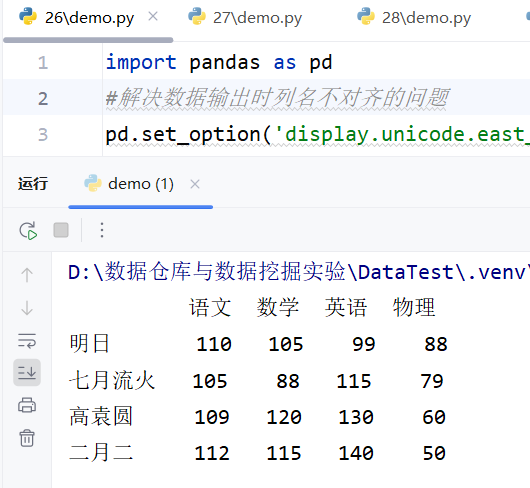 26\demo.py 27\demo.py 28\demo.py
1 import pandas as pd
2 #解决数据输出时列名不对齐的问题
3 pd.set_option('display.unicode.east_
运行 demo (1)
D:\数据仓库与数据挖掘实验\DataTest\.venv\
语文 数学 英语 物理
明日 110 105 99 88
七月流火 105 88 115 79
高袁圆 109 120 130 60
二月二 112 115 140 50